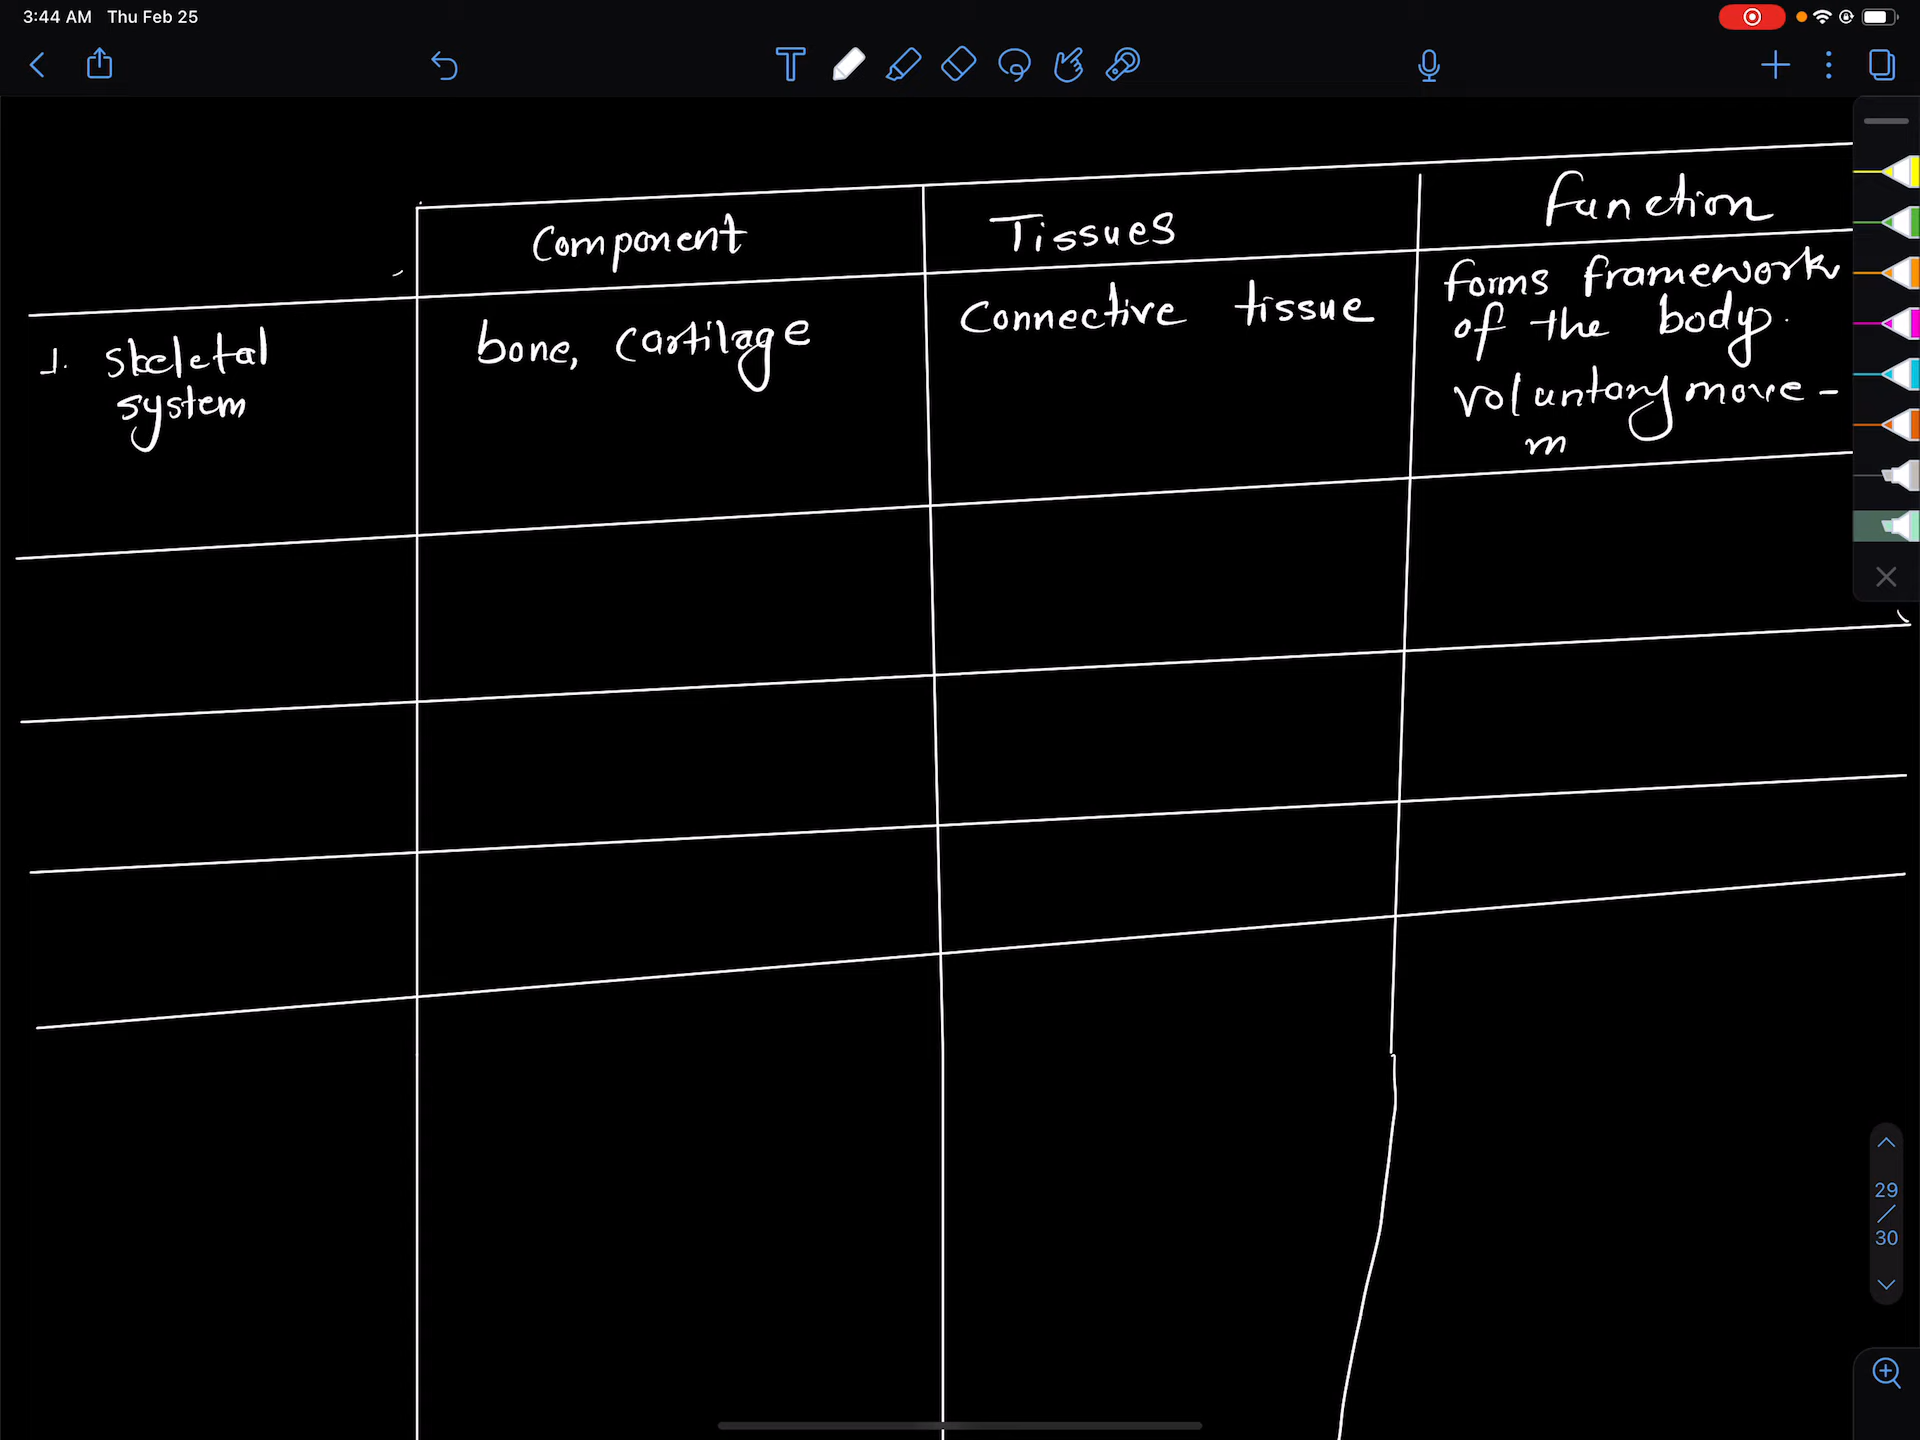 3:44 AM Thu Feb 25
Component
Tissues
Function
1. Skeletal
system
bone, Cartilage
Connective tissue
forms framework
of the body.
voluntary move-
m
29
30